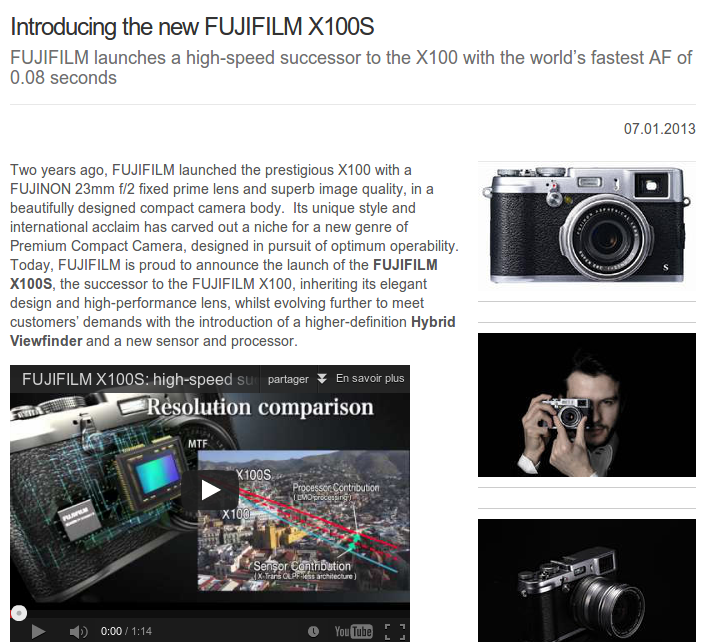 Introducing the new FUJIFILM X100S
FUJIFILM launches a high-speed successor to the X100 with the world's fastest AF of
0.08 seconds
07.01.2013
Two years ago, FUJIFILM launched the prestigious X100 with a
FUJINON 23mm f/2 fixed prime lens and superb image quality, in a
beautifully designed compact camera body.  Its unique style and
international acclaim has carved out a niche for a new genre of
Premium Compact Camera, designed in pursuit of optimum operability.
Today, FUJIFILM is proud to announce the launch of the FUJIFILM
X100S, the successor to the FUJIFILM X100, inheriting its elegant
design and high-performance lens, whilst evolving further to meet
customers' demands with the introduction of a higher-definition Hybrid
Viewfinder and a new sensor and processor.
S
FUJIFILM X100S: high-speed su
partager
En savoir plus
Resolution comparison
MTF
X100S
Processor Contribution
X100
FUJIFILM
Sensor Contribution
( X-Trans OLPF-less architecture )
0:00 / 1:14
YouTube